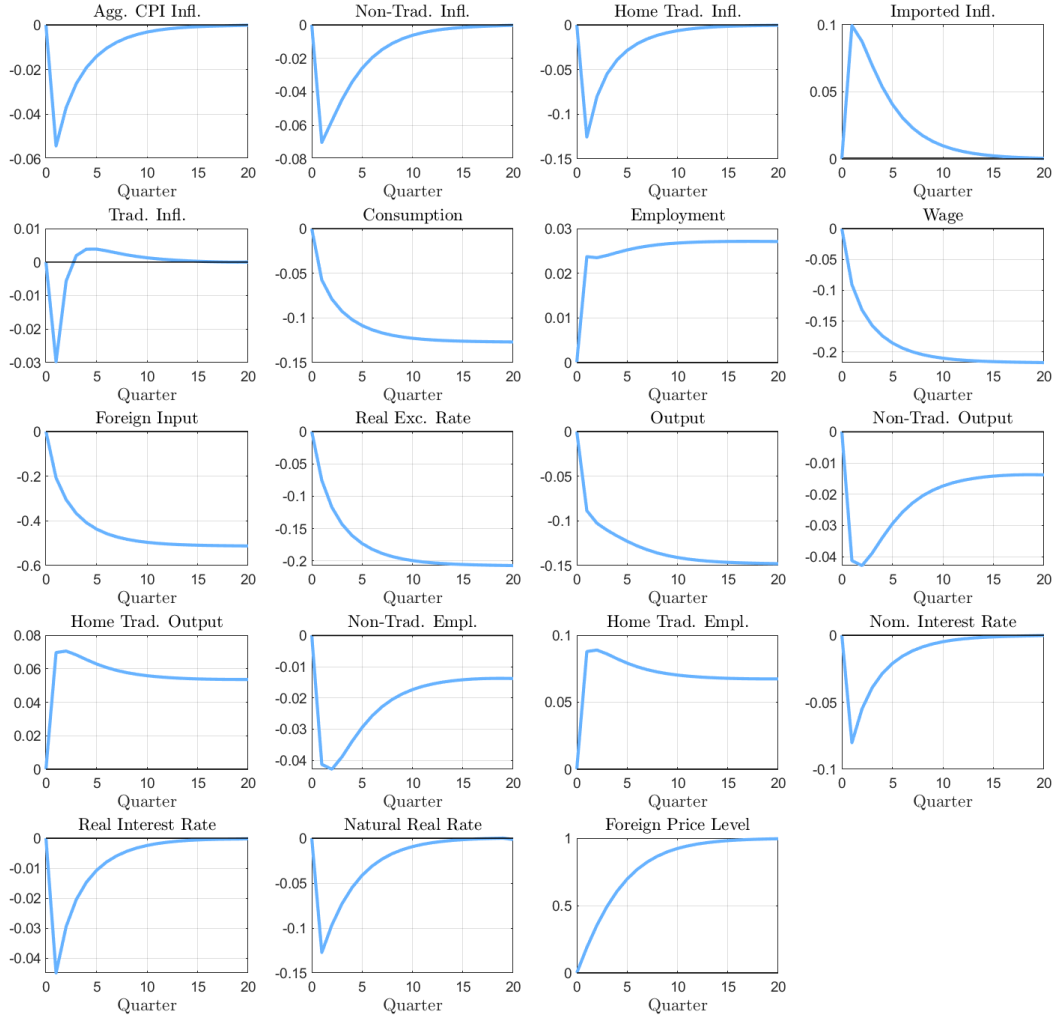 Agg. CPI Infl.
0
-0.02
-0.04
-0.06
0 5 10 15 20
Quarter
Non-Trad. Infl.
0
-0.02
-0.04
-0.06
-0.08
0 5 10 15 20
Quarter
Home Trad. Infl.
0
-0.05
-0.1
-0.15
0 5 10 15 20
Quarter
Imported Infl.
0.1
0.05
0
0 5 10 15 20
Quarter
Trad. Infl.
0.01
0
-0.01
-0.02
-0.03
0 5 10 15 20
Quarter
Consumption
0
-0.05
-0.1
-0.15
0 5 10 15 20
Quarter
Employment
0.03
0.02
0.01
0
0 5 10 15 20
Quarter
Wage
0
-0.05
-0.1
-0.15
-0.2
0 5 10 15 20
Quarter
Foreign Input
0
-0.2
-0.4
-0.6
0 5 10 15 20
Quarter
Real Exc. Rate
0
-0.05
-0.1
-0.15
-0.2
0 5 10 15 20
Quarter
Output
0
-0.05
-0.1
-0.15
0 5 10 15 20
Quarter
Non-Trad. Output
0
-0.01
-0.02
-0.03
-0.04
0 5 10 15 20
Quarter
Home Trad. Output
0.08
0.06
0.04
0.02
0
0 5 10 15 20
Quarter
Non-Trad. Empl.
0
-0.01
-0.02
-0.03
-0.04
0 5 10 15 20
Quarter
Home Trad. Empl.
0.1
0.05
0
0 5 10 15 20
Quarter
Nom. Interest Rate
0
-0.05
-0.1
0 5 10 15 20
Quarter
Real Interest Rate
0
-0.01
-0.02
-0.03
-0.04
0 5 10 15 20
Quarter
Natural Real Rate
0
-0.05
-0.1
-0.15
0 5 10 15 20
Quarter
Foreign Price Level
1
0.5
0
0 5 10 15 20
Quarter